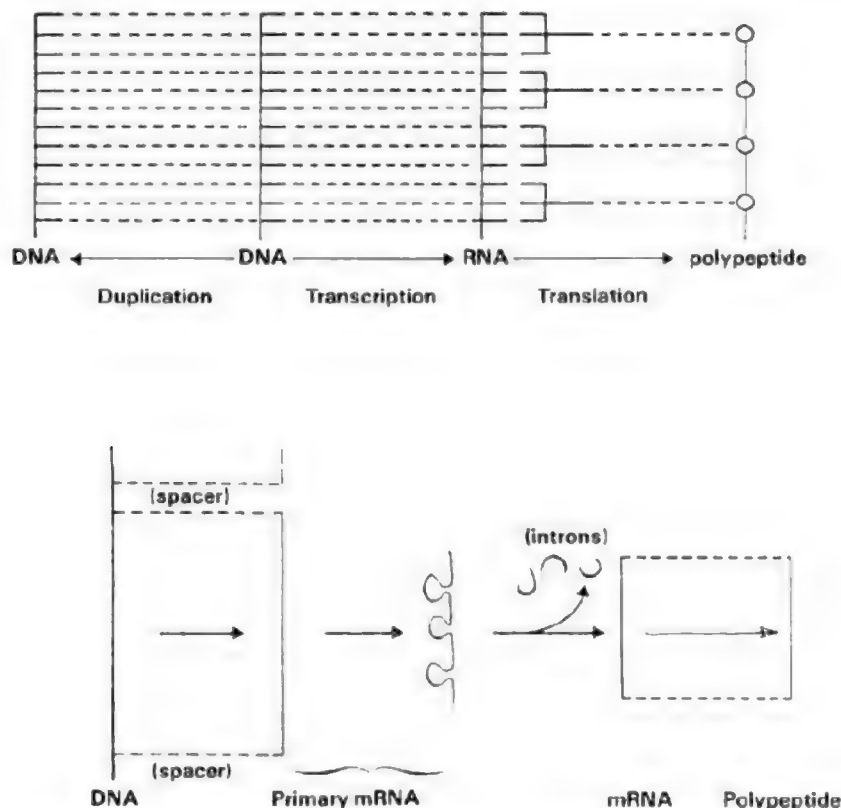 DNA DNA RNA polypeptide
Duplication Transcription Translation
(spacer)
(introns)
(spacer)
DNA Primary mRNA mRNA Polypeptide